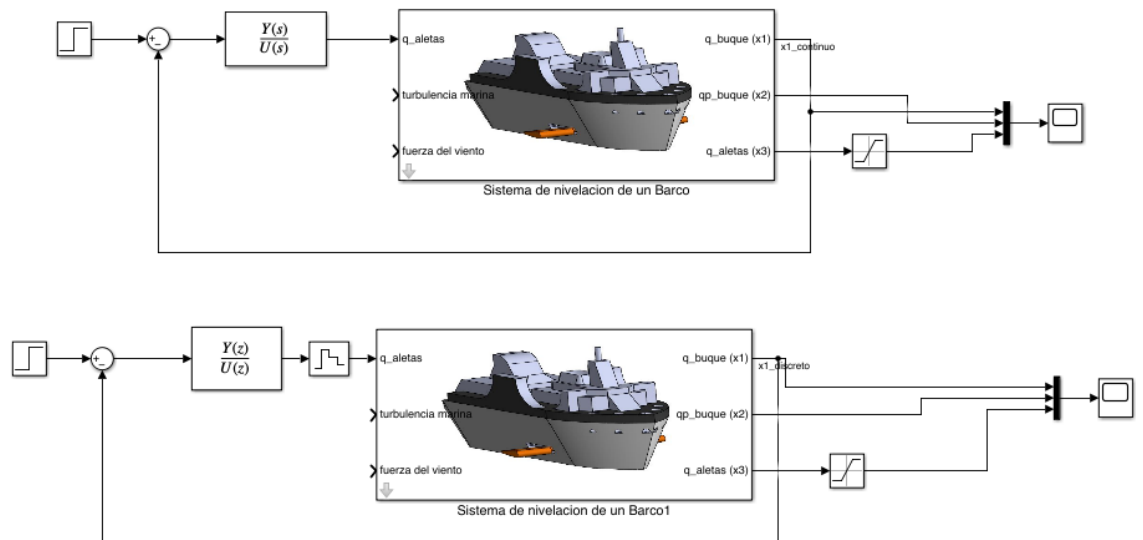 Y(s)
U(s)
q_aletas
turbulencia marina
fuerza del viento
q_buque (x1)
x1_continuo
qp_buque (x2)
q_aletas (x3)
Sistema de nivelacion de un Barco
Y(z)
U(z)
q_aletas
turbulencia marina
fuerza del viento
q_buque (x1)
x1_discreto
qp_buque (x2)
q_aletas (x3)
Sistema de nivelacion de un Barco1